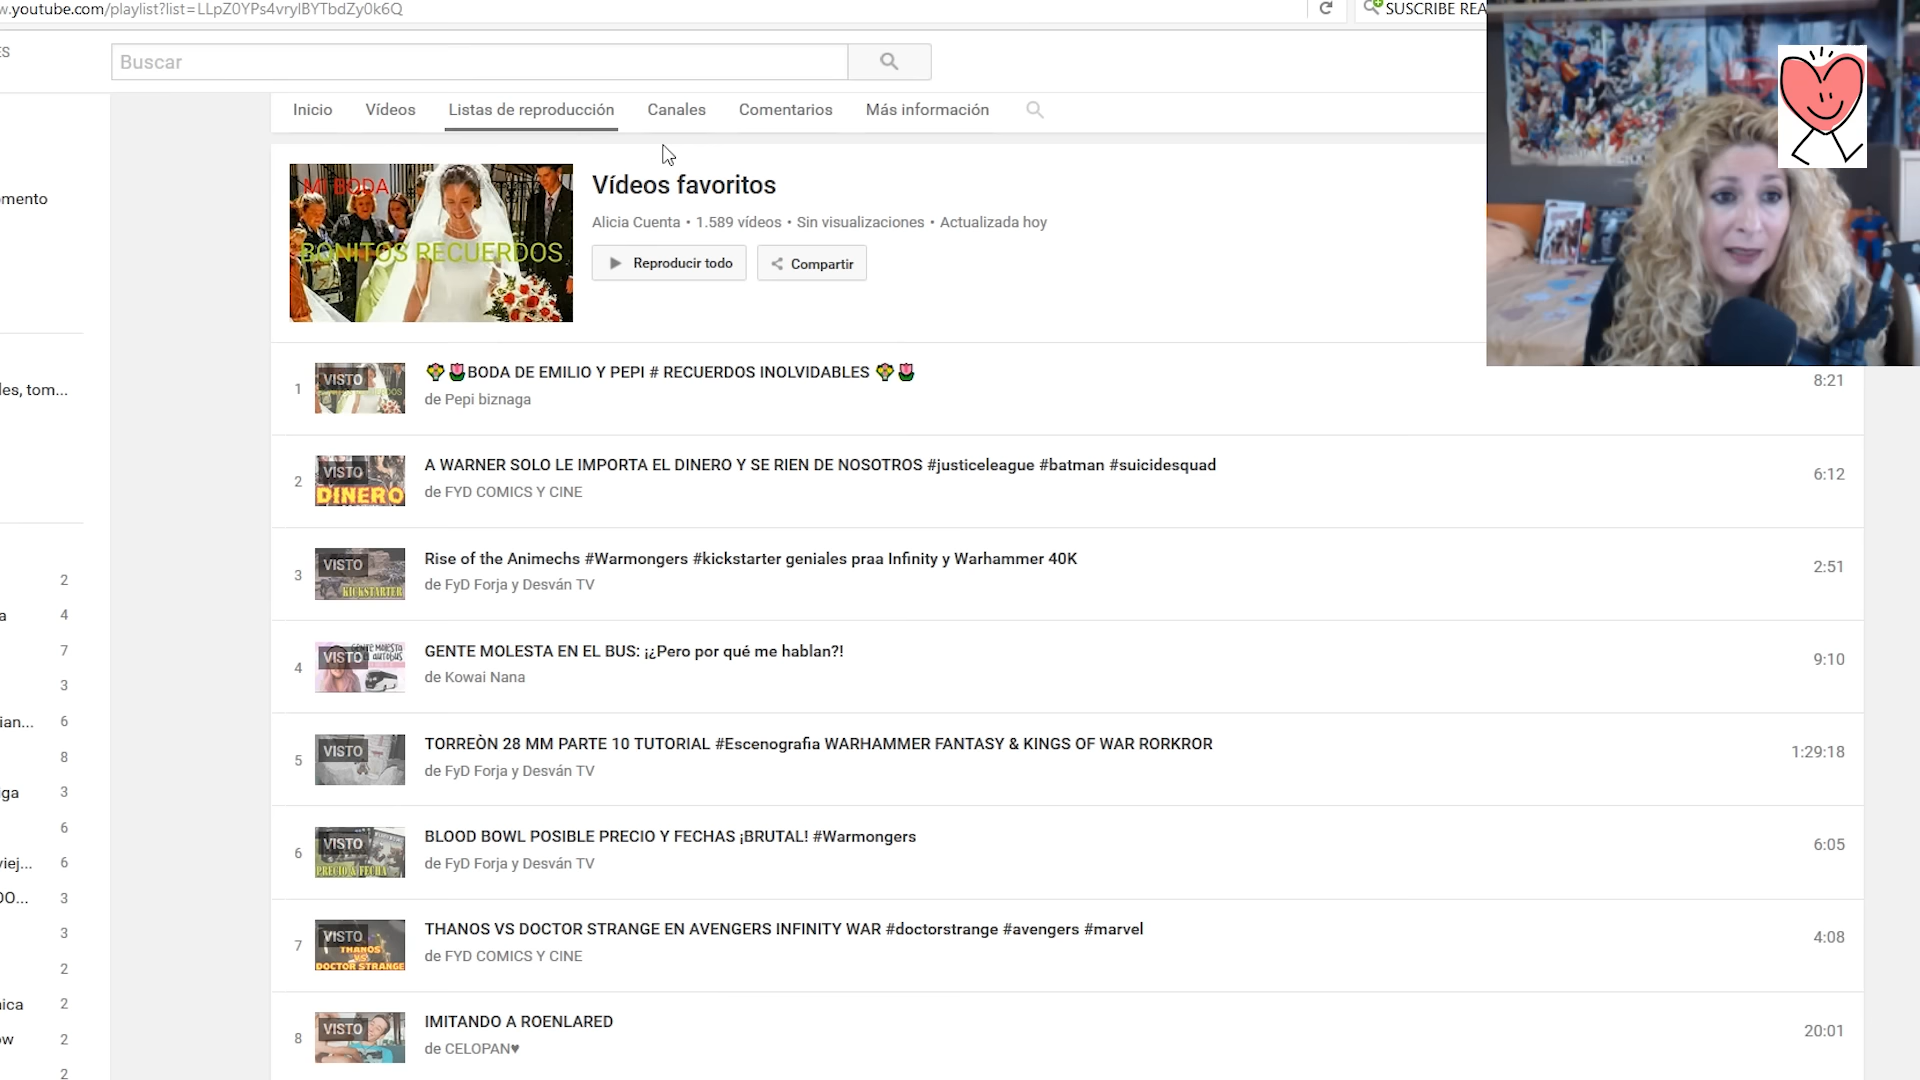 w.youtube.com/playlist?list=LLpZ0YPs4vrylBYTbdZy0k6Q
SUSCRIBE REA
ES
Buscar
Inicio Vídeos Listas de reproducción Canales Comentarios Más información
MI BODA
BONITOS RECUERDOS
Vídeos favoritos
Alicia Cuenta • 1.589 vídeos • Sin visualizaciones • Actualizada hoy
Reproducir todo Compartir
omento
les, tom...
2
a 4
7
3
ian... 6
8
iga 3
6
viej... 6
DO... 3
3
2
nica 2
ow 2
2
1 VISTO 💐🌷BODA DE EMILIO Y PEPI # RECUERDOS INOLVIDABLES 💐🌷 8:21
de Pepi biznaga
2 VISTO A WARNER SOLO LE IMPORTA EL DINERO Y SE RIEN DE NOSOTROS #justiceleague #batman #suicidesquad 6:12
DINERO
de FYD COMICS Y CINE
3 VISTO Rise of the Animechs #Warmongers #kickstarter geniales praa Infinity y Warhammer 40K 2:51
KICKSTARTER
de FyD Forja y Desván TV
4 VISTO GENTE MOLESTA EN EL BUS: ¡¿Pero por qué me hablan?! 9:10
GENTE MOLESTA
autobus
de Kowai Nana
5 VISTO TORREÒN 28 MM PARTE 10 TUTORIAL #Escenografia WARHAMMER FANTASY & KINGS OF WAR RORKROR 1:29:18
de FyD Forja y Desván TV
6 VISTO BLOOD BOWL POSIBLE PRECIO Y FECHAS ¡BRUTAL! #Warmongers 6:05
PRECIO & FECHA
de FyD Forja y Desván TV
7 VISTO THANOS VS DOCTOR STRANGE EN AVENGERS INFINITY WAR #doctorstrange #avengers #marvel 4:08
THANOS
VS
DOCTOR STRANGE
de FYD COMICS Y CINE
8 VISTO IMITANDO A ROENLARED 20:01
de CELOPAN♥